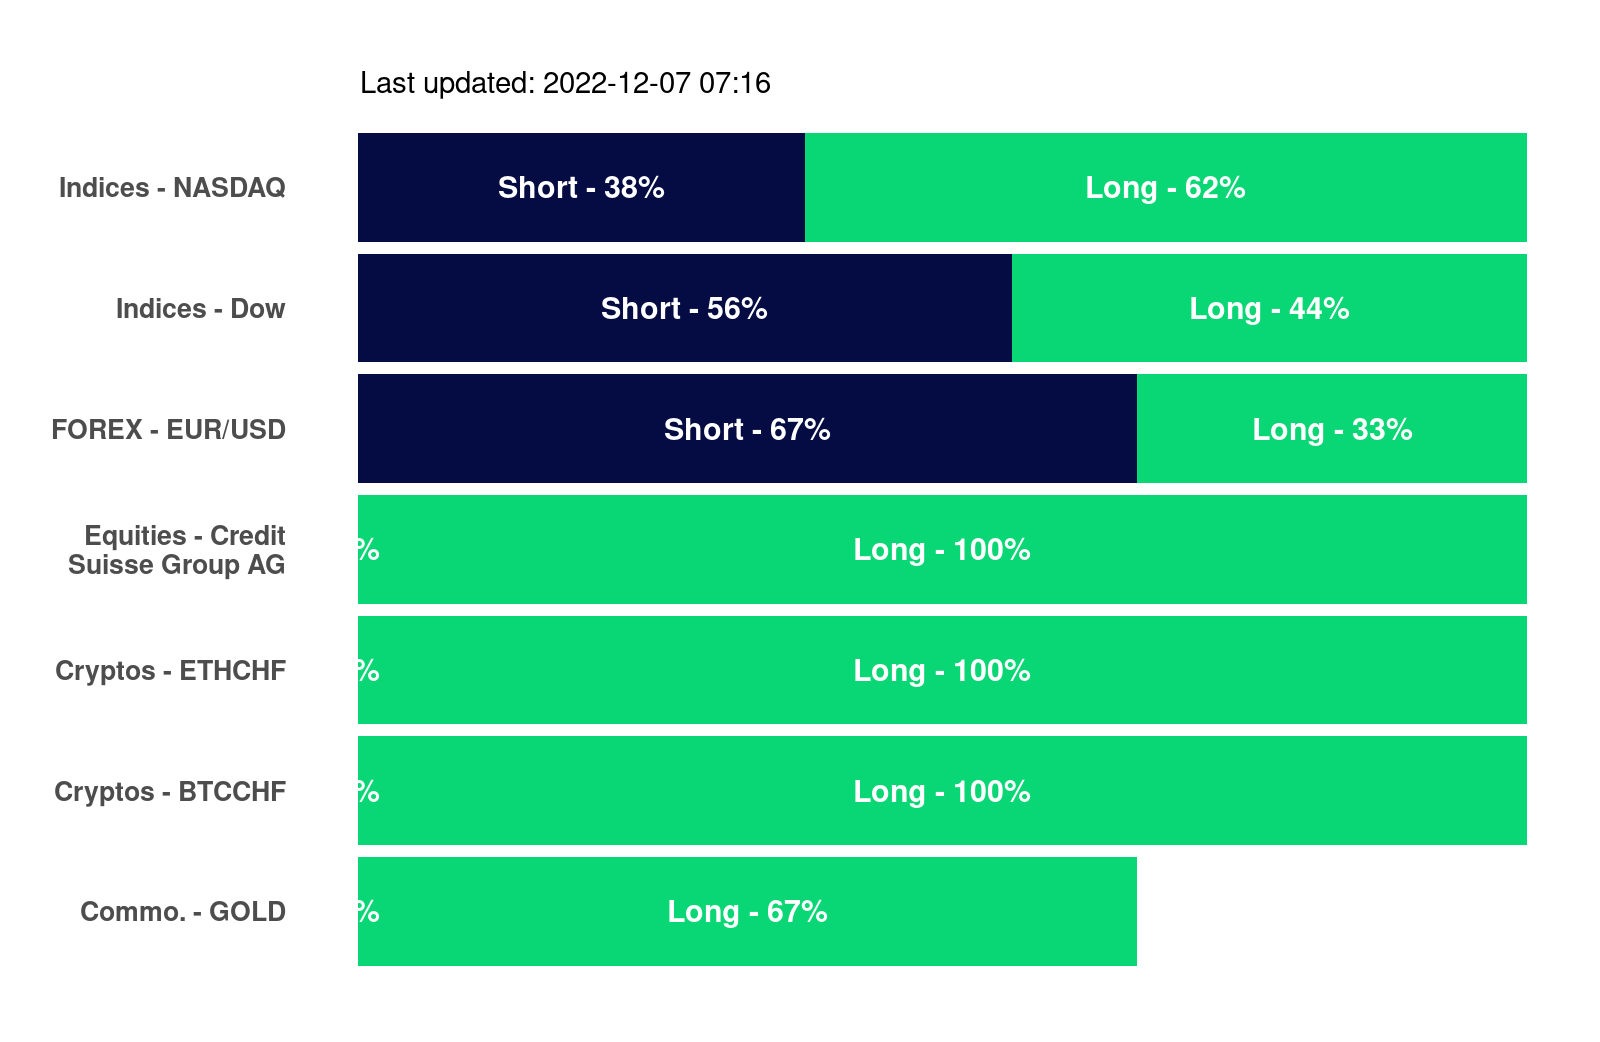 Last updated: 2022-12-07 07:16
Indices - NASDAQ
Short - 38%
Long - 62%
Indices - Dow
Short - 56%
Long - 44%
FOREX - EUR/USD
Short - 67%
Long - 33%
Equities - Credit
Suisse Group AG
%
Long - 100%
Cryptos - ETHCHF
%
Long - 100%
Cryptos - BTCCHF
%
Long - 100%
Commo. - GOLD
%
Long - 67%